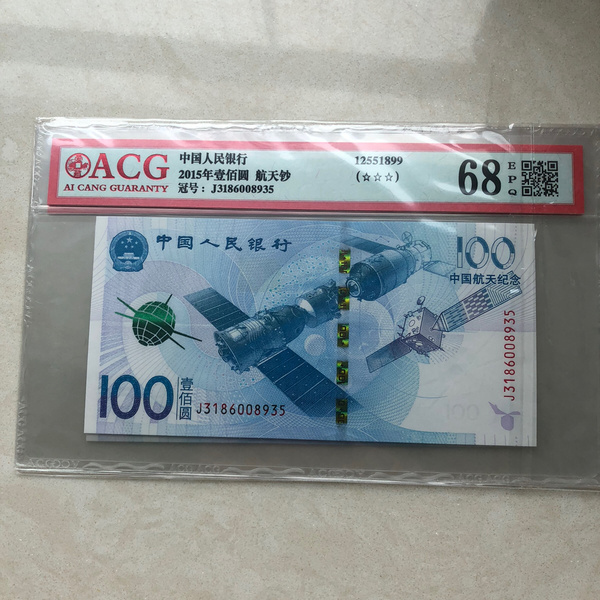 ACG
AI CANG GUARANTY
中国人民银行
2015年壹佰圆 航天钞
冠号: J3186008935
12551899
(☆☆☆)
68
EPQ
中国人民银行
100
中国航天纪念
J3186008935
100
壹佰圆
J3186008935
100